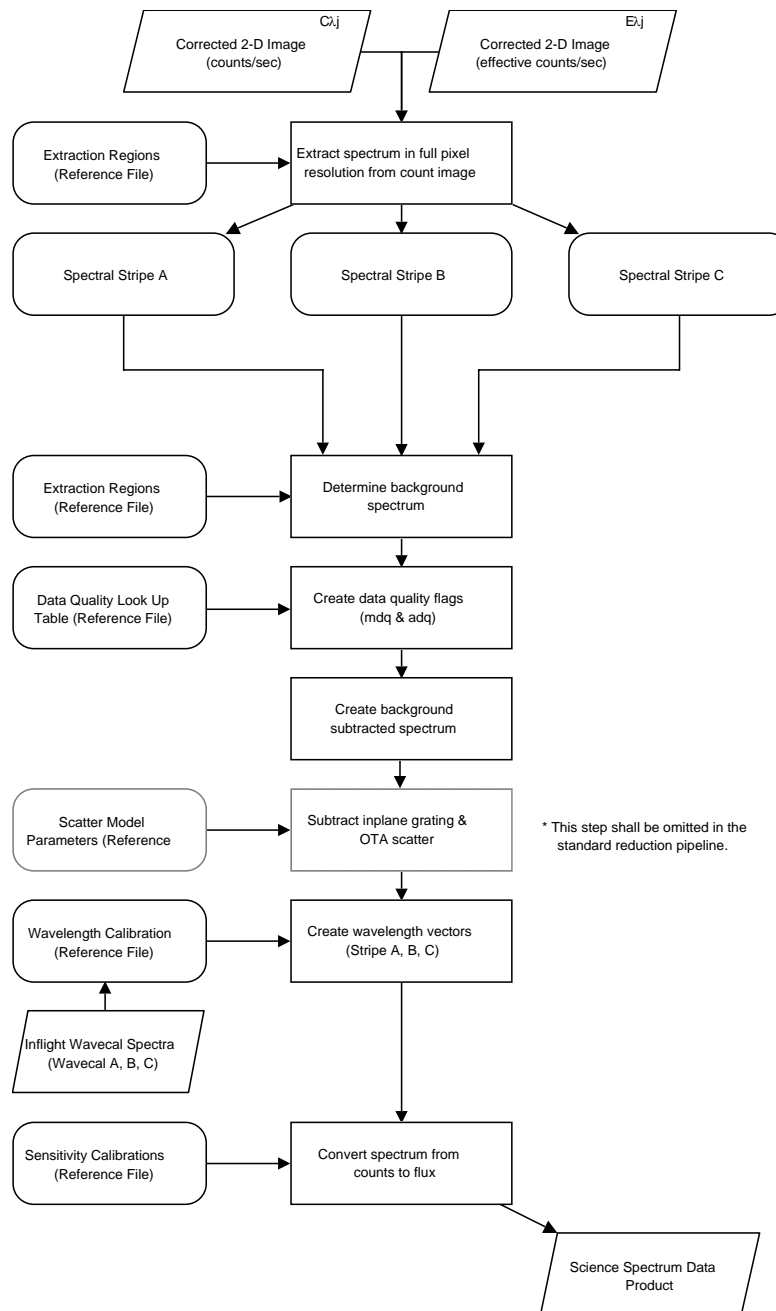 Cλj
Corrected 2-D Image
(counts/sec)
Eλj
Corrected 2-D Image
(effective counts/sec)
Extraction Regions
(Reference File)
Extract spectrum in full pixel
resolution from count image
Spectral Stripe A
Spectral Stripe B
Spectral Stripe C
Extraction Regions
(Reference File)
Determine background
spectrum
Data Quality Look Up
Table (Reference File)
Create data quality flags
(mdq & adq)
Create background
subtracted spectrum
Scatter Model
Parameters (Reference
Subtract inplane grating &
OTA scatter
* This step shall be omitted in the
standard reduction pipeline.
Wavelength Calibration
(Reference File)
Create wavelength vectors
(Stripe A, B, C)
Inflight Wavecal Spectra
(Wavecal A, B, C)
Sensitivity Calibrations
(Reference File)
Convert spectrum from
counts to flux
Science Spectrum Data
Product